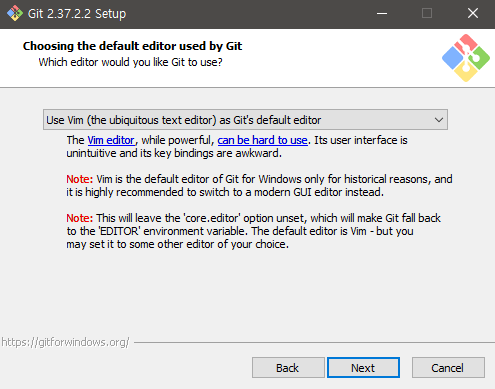 Git 2.37.2.2 Setup
Choosing the default editor used by Git
Which editor would you like Git to use?
Use Vim (the ubiquitous text editor) as Git's default editor
The Vim editor, while powerful, can be hard to use. Its user interface is
unintuitive and its key bindings are awkward.
Note: Vim is the default editor of Git for Windows only for historical reasons, and
it is highly recommended to switch to a modern GUI editor instead.
Note: This will leave the 'core.editor' option unset, which will make Git fall back
to the 'EDITOR' environment variable. The default editor is Vim - but you
may set it to some other editor of your choice.
https://gitforwindows.org/
Back
Next
Cancel